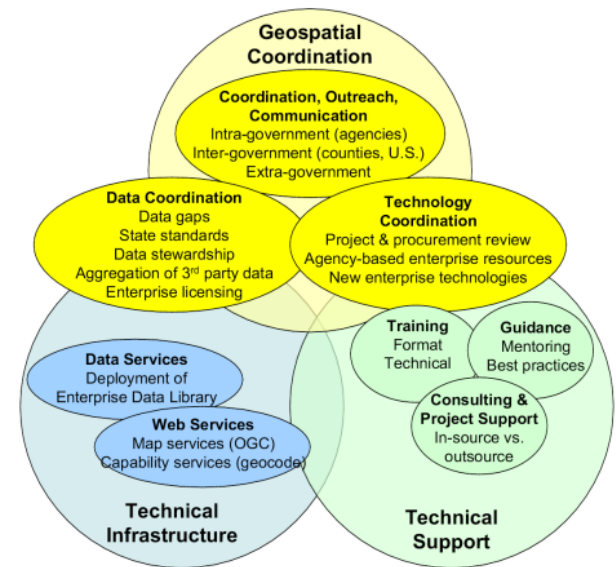 Geospatial
Coordination
Coordination, Outreach,
Communication
Intra-government (agencies)
Inter-government (counties, U.S.)
Extra-government
Data Coordination
Data gaps
State standards
Data stewardship
Aggregation of 3rd party data
Enterprise licensing
Technology
Coordination
Project & procurement review
Agency-based enterprise resources
New enterprise technologies
Training
Format
Technical
Guidance
Mentoring
Best practices
Consulting &
Project Support
In-source vs.
outsource
Data Services
Deployment of
Enterprise Data Library
Web Services
Map services (OGC)
Capability services (geocode)
Technical
Infrastructure
Technical
Support